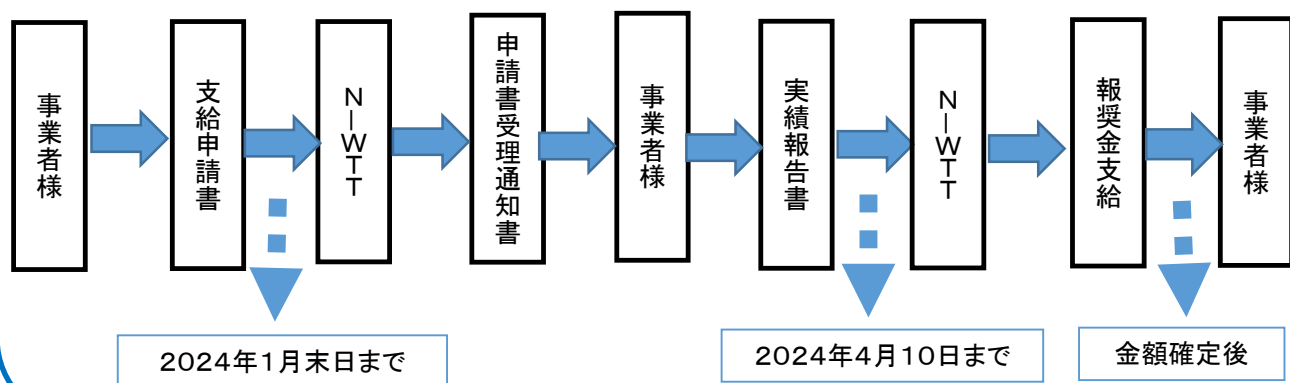 事業者様
支給申請書
N-WTT
申請書受理通知書
事業者様
実績報告書
N-WTT
報奨金支給
事業者様
2024年1月末日まで
2024年4月10日まで
金額確定後